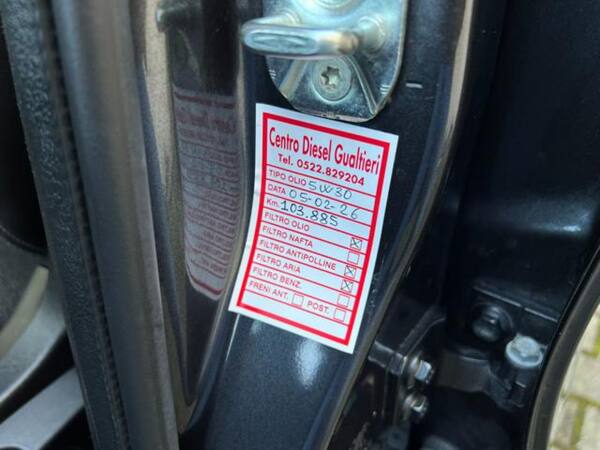 Centro Diesel Gualtieri
Tel. 0522.829204
TIPO OLIO 5W30
DATA 05-02-26
Km. 103.885
FILTRO OLIO
FILTRO NAFTA
FILTRO ANTIPOLLINE
FILTRO ARIA
FILTRO BENZ.
FRENI ANT. POST.